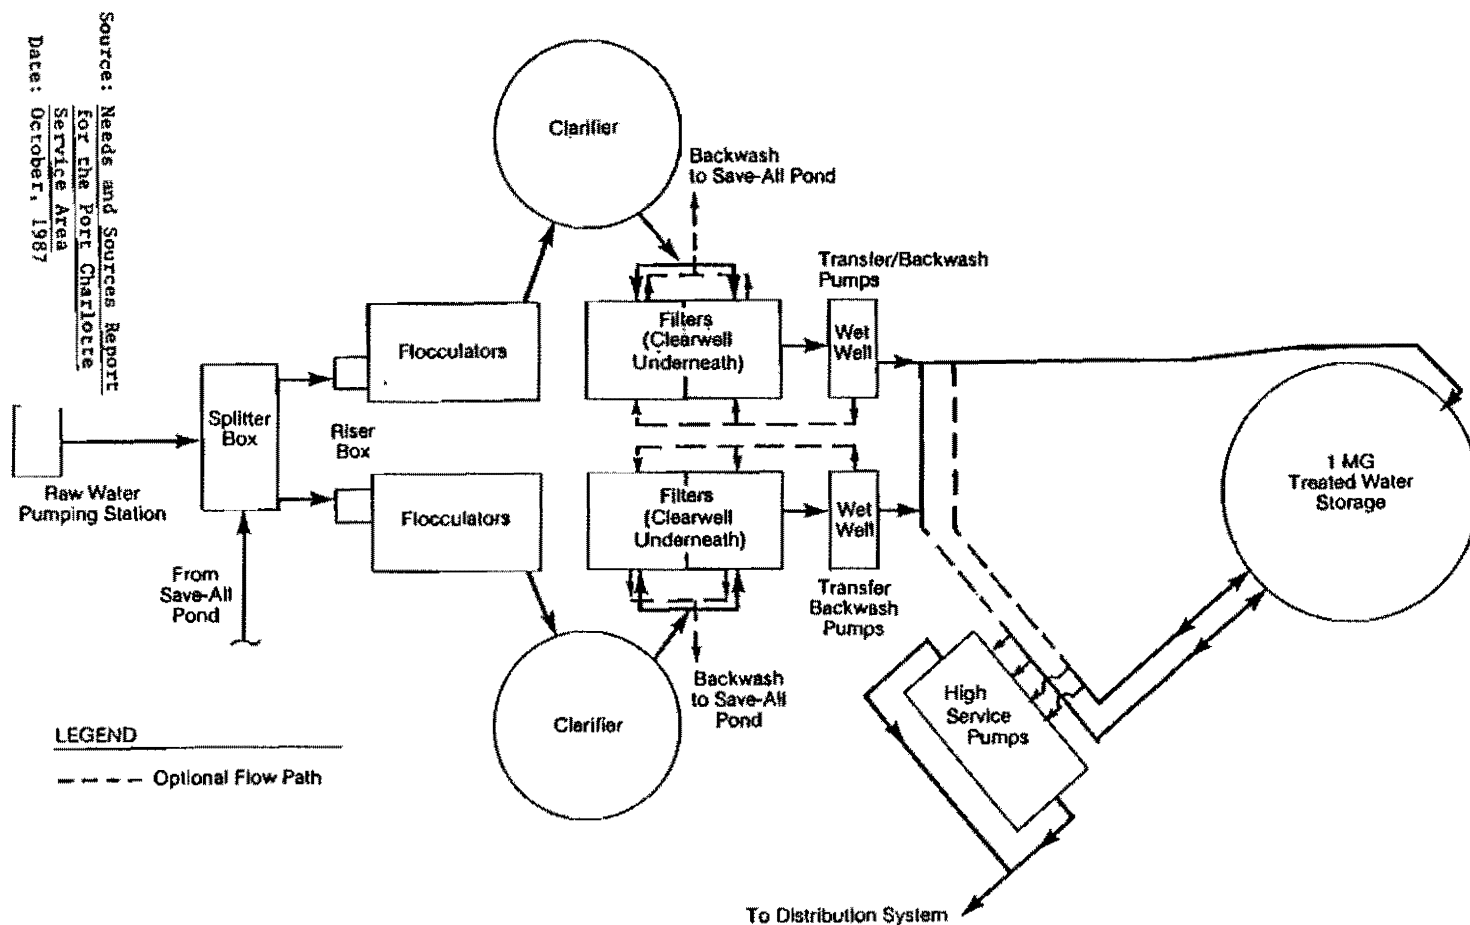 Source: Needs and Sources Report
for the Port Charlotte
Service Area
Date: October, 1987
Clarifier
Backwash
to Save-All Pond
Transfer/Backwash
Pumps
Flocculators
Filters
(Clearwell
Underneath)
Wet
Well
Splitter
Box
Riser
Box
Raw Water
Pumping Station
1 MG
Treated Water
Storage
Flocculators
Filters
(Clearwell
Underneath)
Wet
Well
From
Save-All
Pond
Transfer
Backwash
Pumps
Clarifier
Backwash
to Save-All
Pond
High
Service
Pumps
LEGEND
Optional Flow Path
To Distribution System